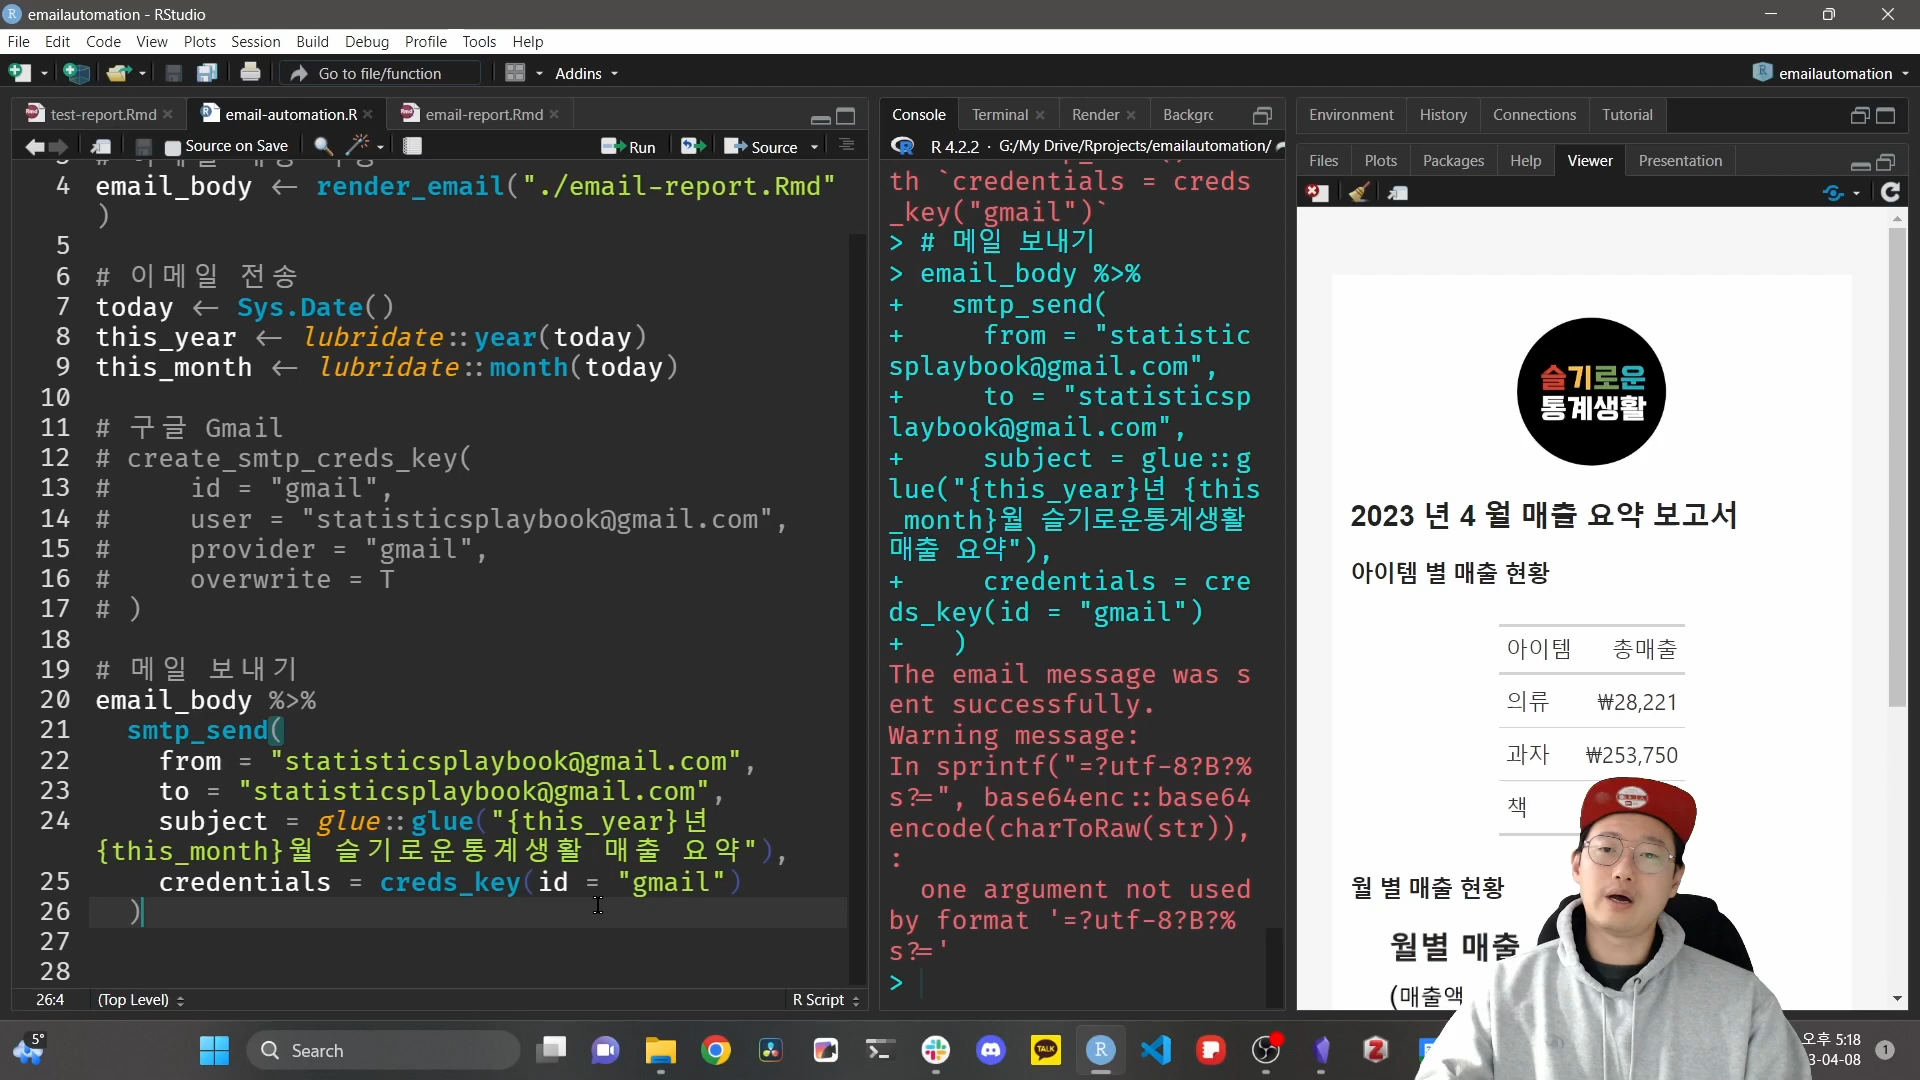 emailautomation - RStudio
File Edit Code View Plots Session Build Debug Profile Tools Help
Go to file/function Addins emailautomation
test-report.Rmd email-automation.R email-report.Rmd
Source on Save Run Source
4 email_body <- render_email("./email-report.Rmd"
)
5
6 # 이메일 전송
7 today <- Sys.Date()
8 this_year <- lubridate::year(today)
9 this_month <- lubridate::month(today)
10
11 # 구글 Gmail
12 # create_smtp_creds_key(
13 #     id = "gmail",
14 #     user = "statisticsplaybook@gmail.com",
15 #     provider = "gmail",
16 #     overwrite = T
17 # )
18
19 # 메일 보내기
20 email_body %>%
21   smtp_send(
22     from = "statisticsplaybook@gmail.com",
23     to = "statisticsplaybook@gmail.com",
24     subject = glue::glue("{this_year}년
{this_month}월 슬기로운통계생활 매출 요약"),
25     credentials = creds_key(id = "gmail")
26   )
27
28
26:4 (Top Level) R Script
Console Terminal Render Backgr
R 4.2.2 · G:/My Drive/Rprojects/emailautomation/
th `credentials = creds
_key("gmail")`
> # 메일 보내기
> email_body %>%
+   smtp_send(
+     from = "statistic
splaybook@gmail.com",
+     to = "statisticsp
laybook@gmail.com",
+     subject = glue::g
lue("{this_year}년 {this
_month}월 슬기로운통계생활
매출 요약"),
+     credentials = cre
ds_key(id = "gmail")
+   )
The email message was s
ent successfully.
Warning message:
In sprintf("=?utf-8?B?%
s?=", base64enc::base64
encode(charToRaw(str)),
:
  one argument not used
by format '=?utf-8?B?%
s?='
>
Environment History Connections Tutorial
Files Plots Packages Help Viewer Presentation
슬기로운
통계생활
2023 년 4 월 매출 요약 보고서
아이템 별 매출 현황
아이템 총매출
의류 ₩28,221
과자 ₩253,750
책
월 별 매출 현황
월별 매출
(매출액
5°
Search
TALK
오후 5:18
3-04-08
1